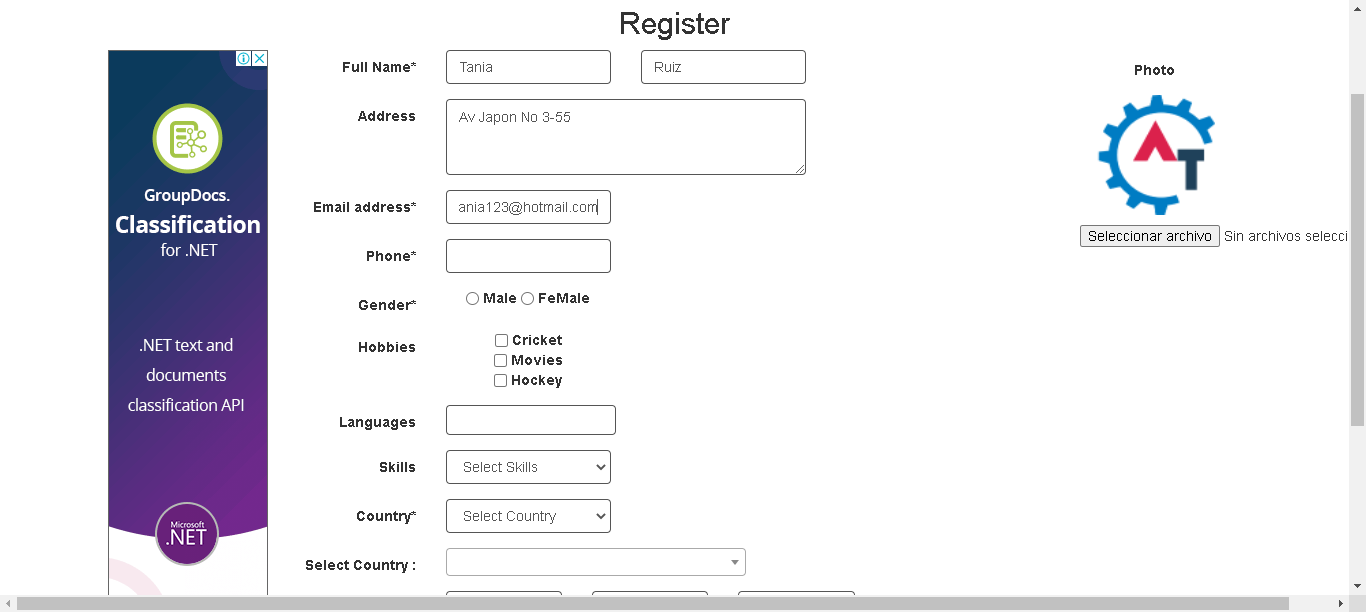 Register
GroupDocs.
Classification
for .NET
.NET text and
documents
classification API
Microsoft
.NET
Full Name*
Tania
Ruiz
Address
Av Japon No 3-55
Email address*
ania123@hotmail.com
Phone*
Gender*
Male
FeMale
Hobbies
Cricket
Movies
Hockey
Languages
Skills
Select Skills
Country*
Select Country
Select Country :
Photo
AT
Seleccionar archivo
Sin archivos selecci